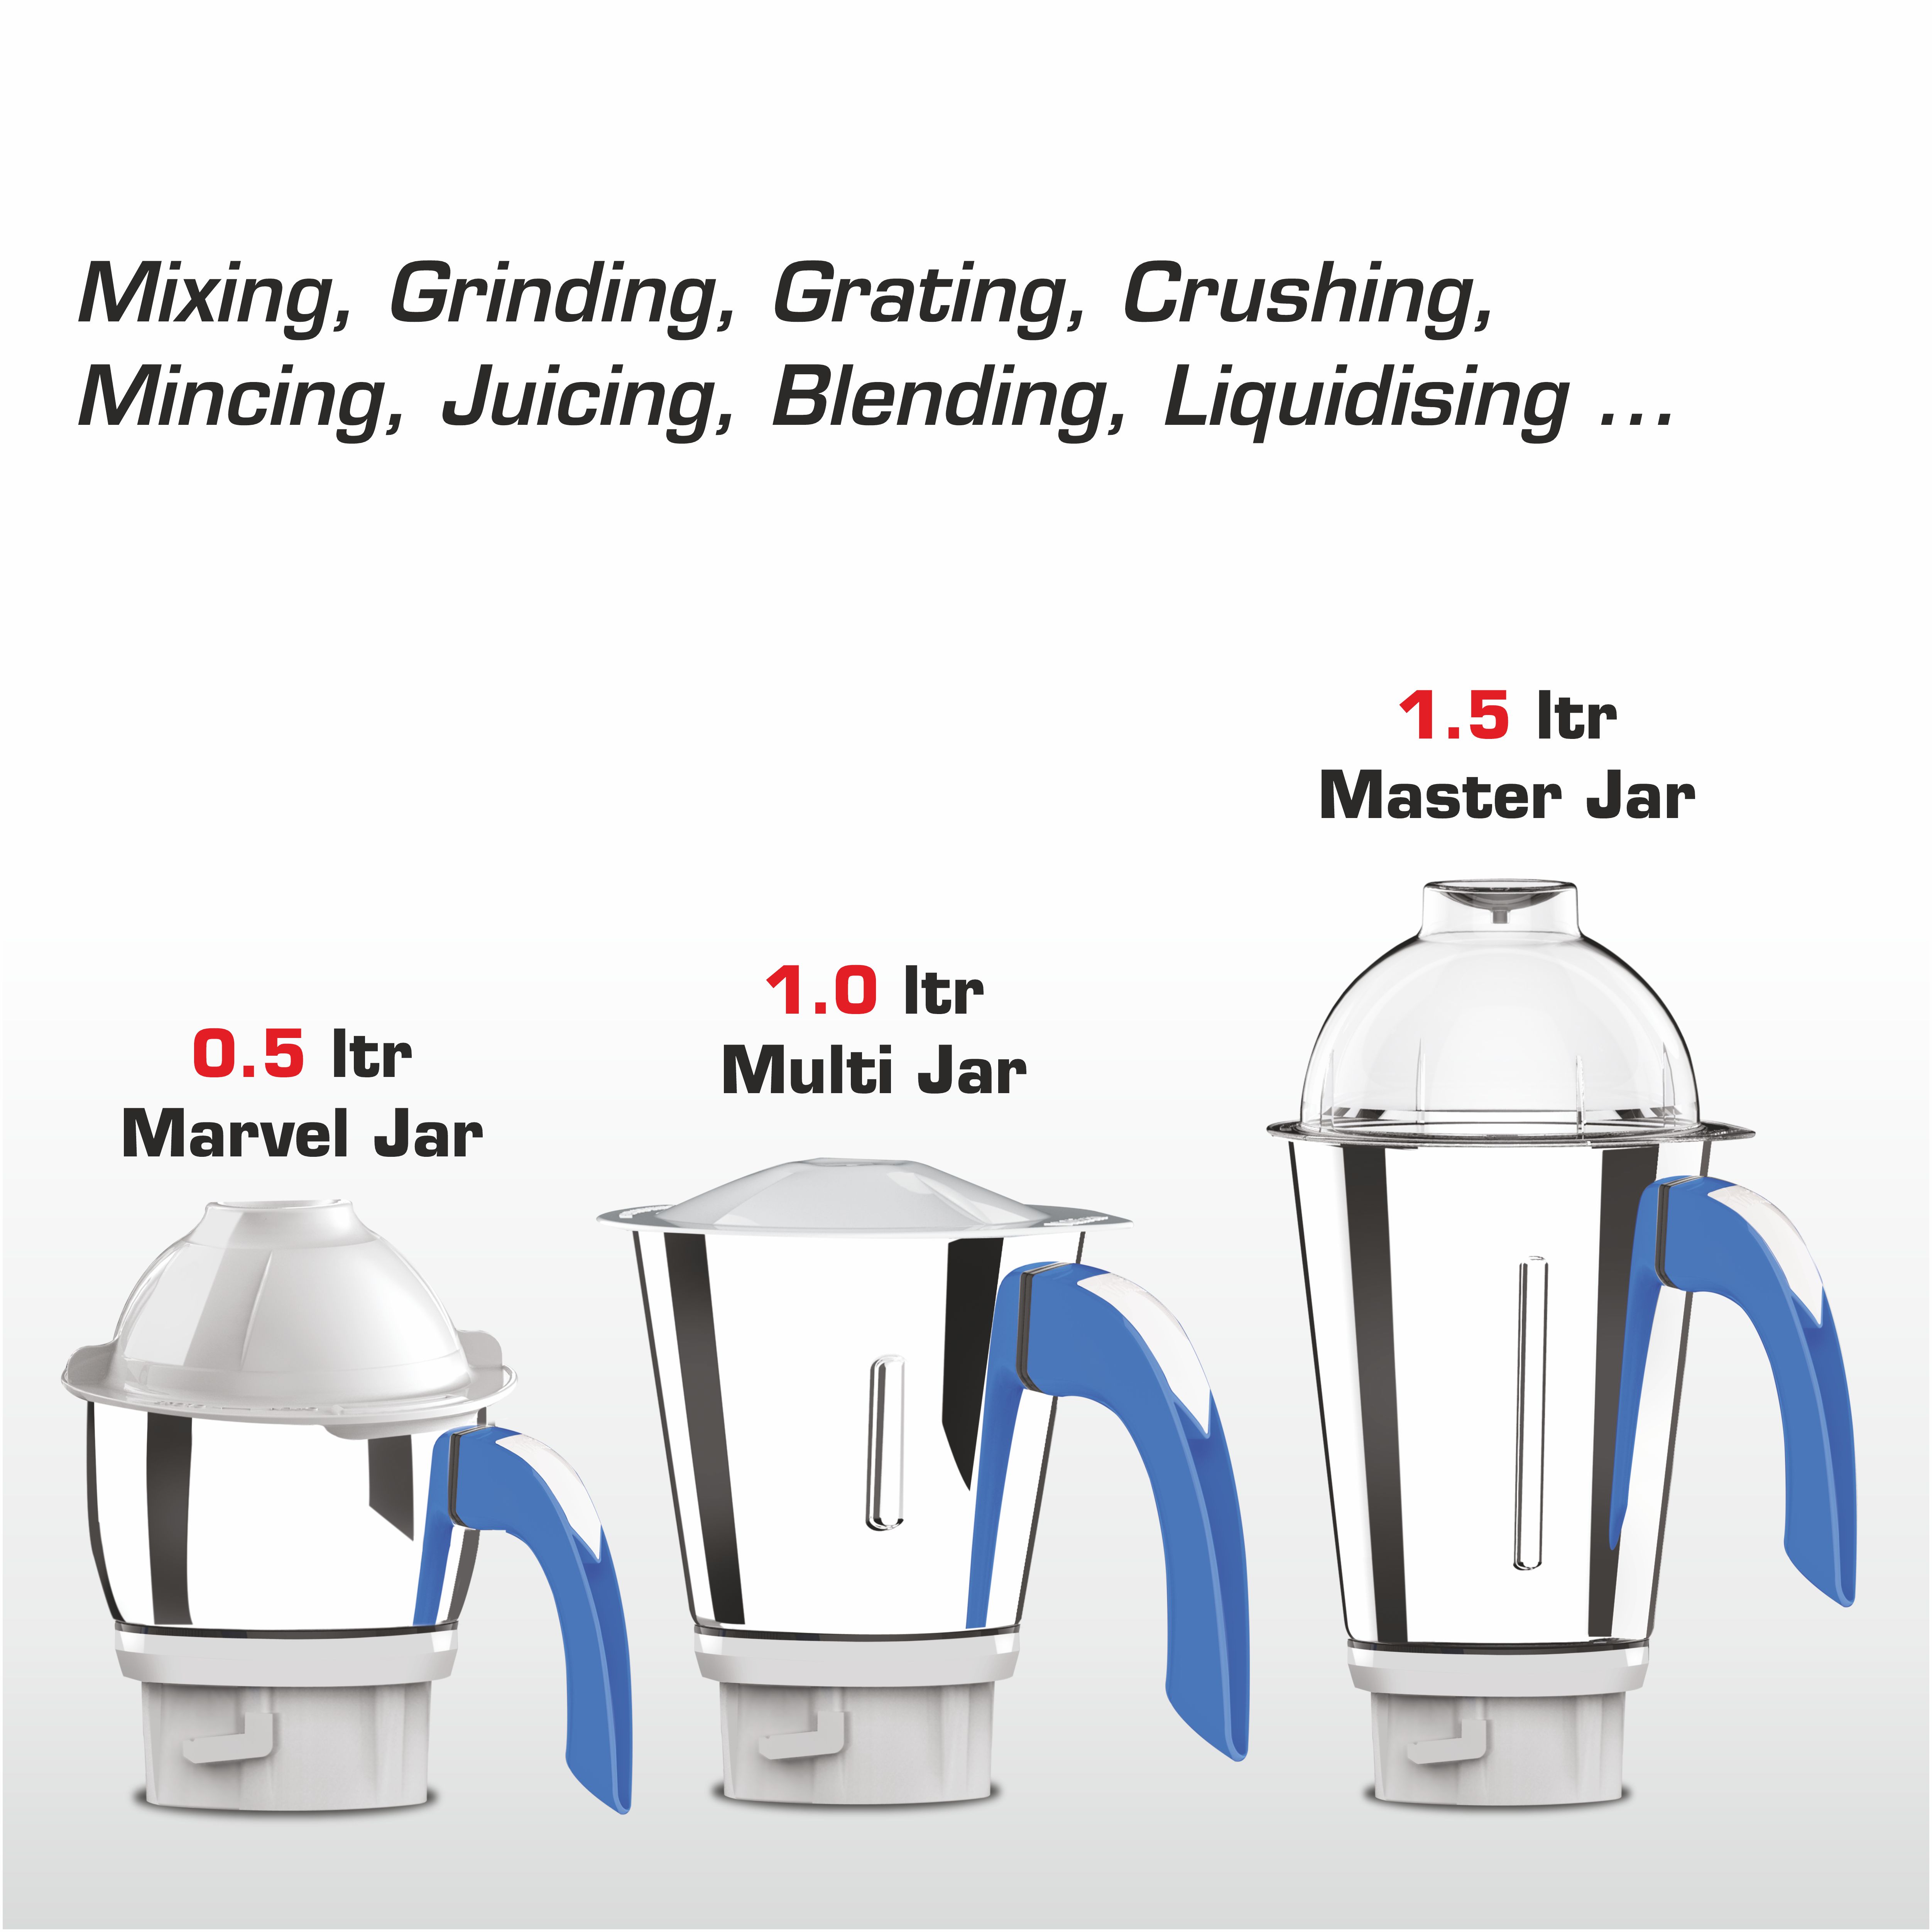 Mixing, Grinding, Grating, Crushing,
Mincing, Juicing, Blending, Liquidising ...
1.5 ltr
Master Jar
1.0 ltr
Multi Jar
0.5 ltr
Marvel Jar